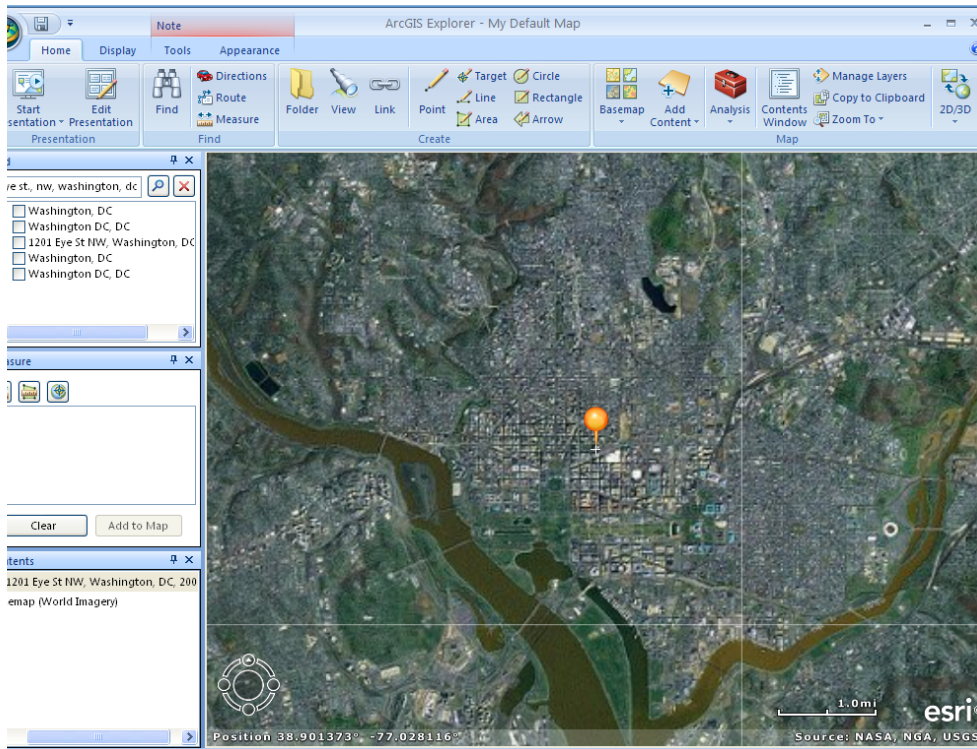 Note
ArcGIS Explorer - My Default Map
Home Display Tools Appearance
Start
sentation
Edit
Presentation
Presentation
Find
Directions
Route
Measure
Find
Folder
View
Link
Point
Target
Line
Area
Circle
Rectangle
Arrow
Create
Basemap
Add
Content
Analysis
Contents
Window
Manage Layers
Copy to Clipboard
Zoom To
Map
2D/3D
d
ye st., nw, washington, dc
Washington, DC
Washington DC, DC
1201 Eye St NW, Washington, DC
Washington, DC
Washington DC, DC
asure
Clear
Add to Map
ntents
1201 Eye St NW, Washington, DC, 200
emap (World Imagery)
Position 38.901373° -77.028116°
1.0mi
esri
Source: NASA, NGA, USGS